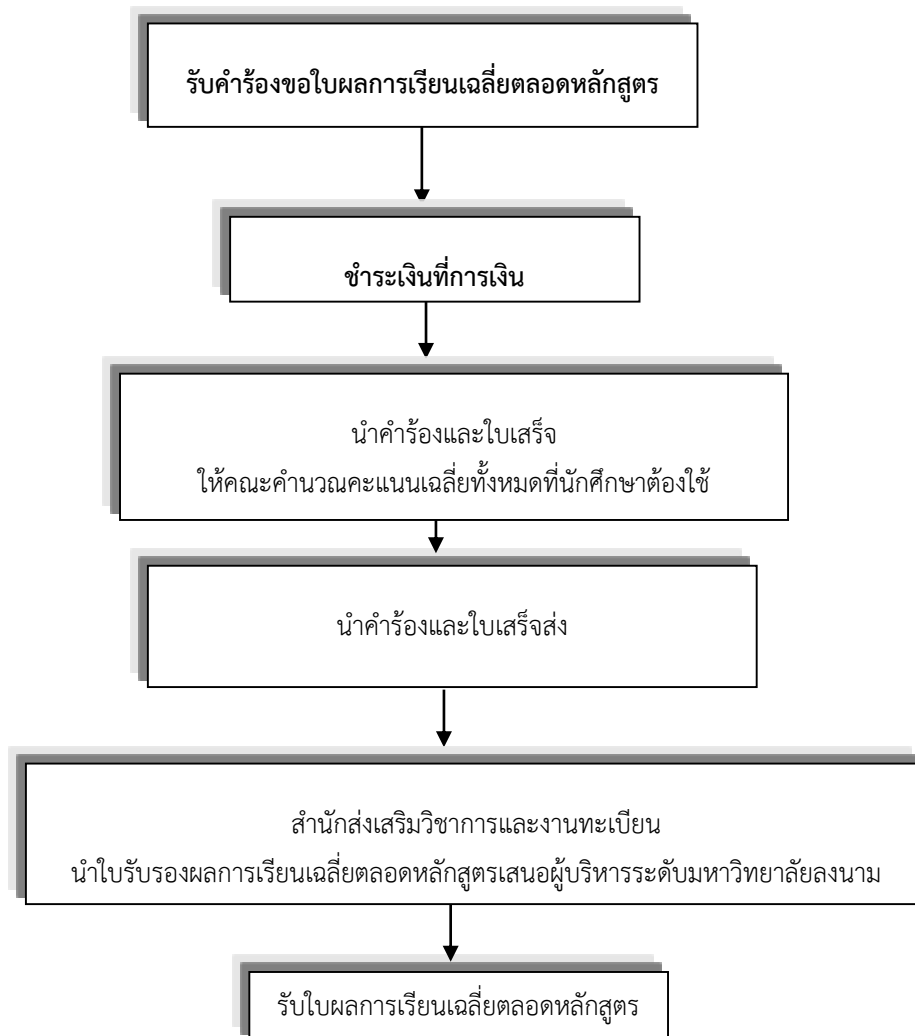 รับคำร้องขอใบผลการเรียนเฉลี่ยตลอดหลักสูตร
ชำระเงินที่การเงิน
นำคำร้องและใบเสร็จ
ให้คณะคำนวณคะแนนเฉลี่ยทั้งหมดที่นักศึกษาต้องใช้
นำคำร้องและใบเสร็จส่ง
สำนักส่งเสริมวิชาการและงานทะเบียน
นำใบรับรองผลการเรียนเฉลี่ยตลอดหลักสูตรเสนอผู้บริหารระดับมหาวิทยาลัยลงนาม
รับใบผลการเรียนเฉลี่ยตลอดหลักสูตร